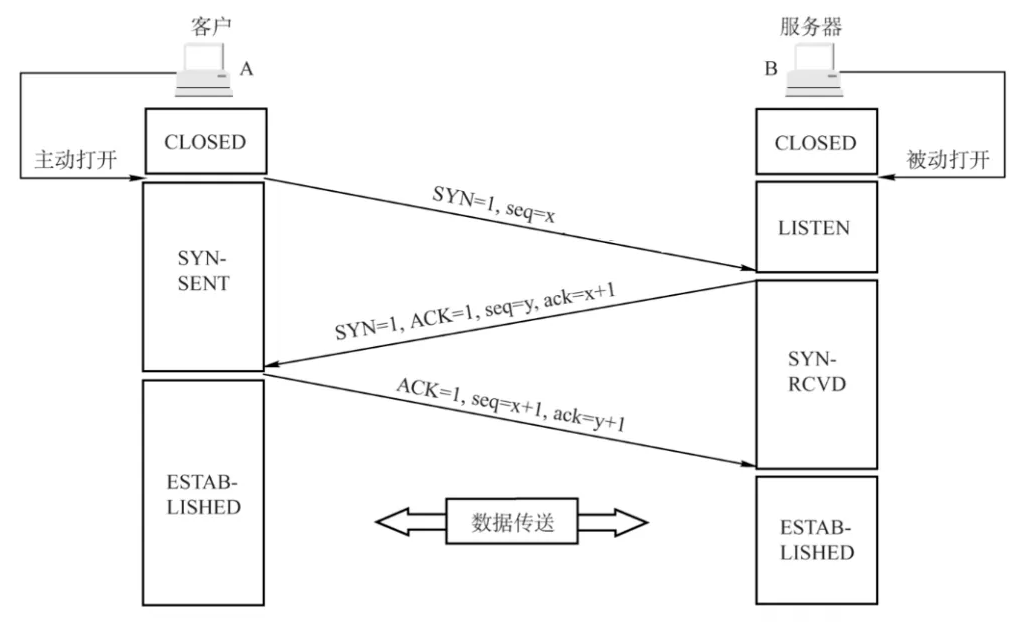 客户
服务器
A
B
CLOSED
CLOSED
主动打开
被动打开
SYN=1, seq=x
LISTEN
SYN-
SENT
SYN=1, ACK=1, seq=y, ack=x+1
SYN-
RCVD
ACK=1, seq=x+1, ack=y+1
ESTAB-
LISHED
数据传送
ESTAB-
LISHED